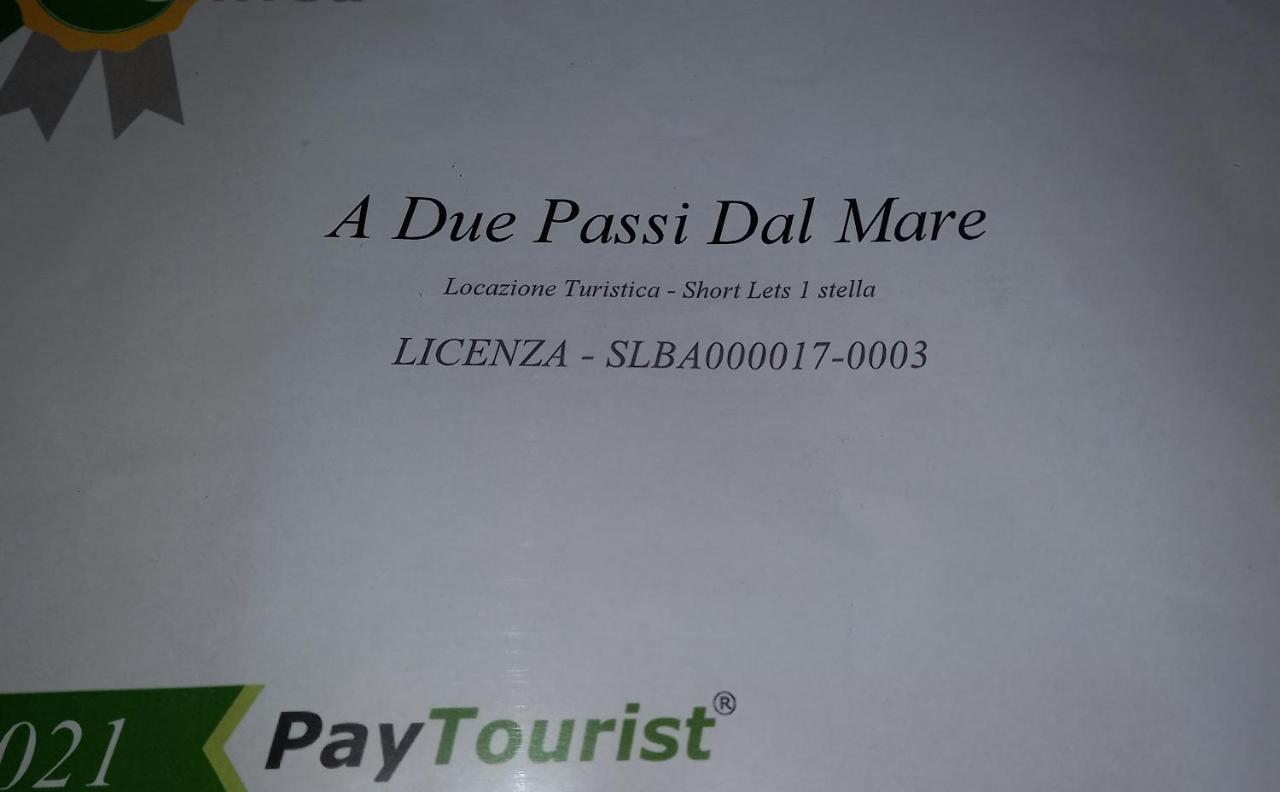 A Due Passi Dal Mare
Locazione Turistica - Short Lets 1 stella
LICENZA - SLBA000017-0003
021
PayTourist®